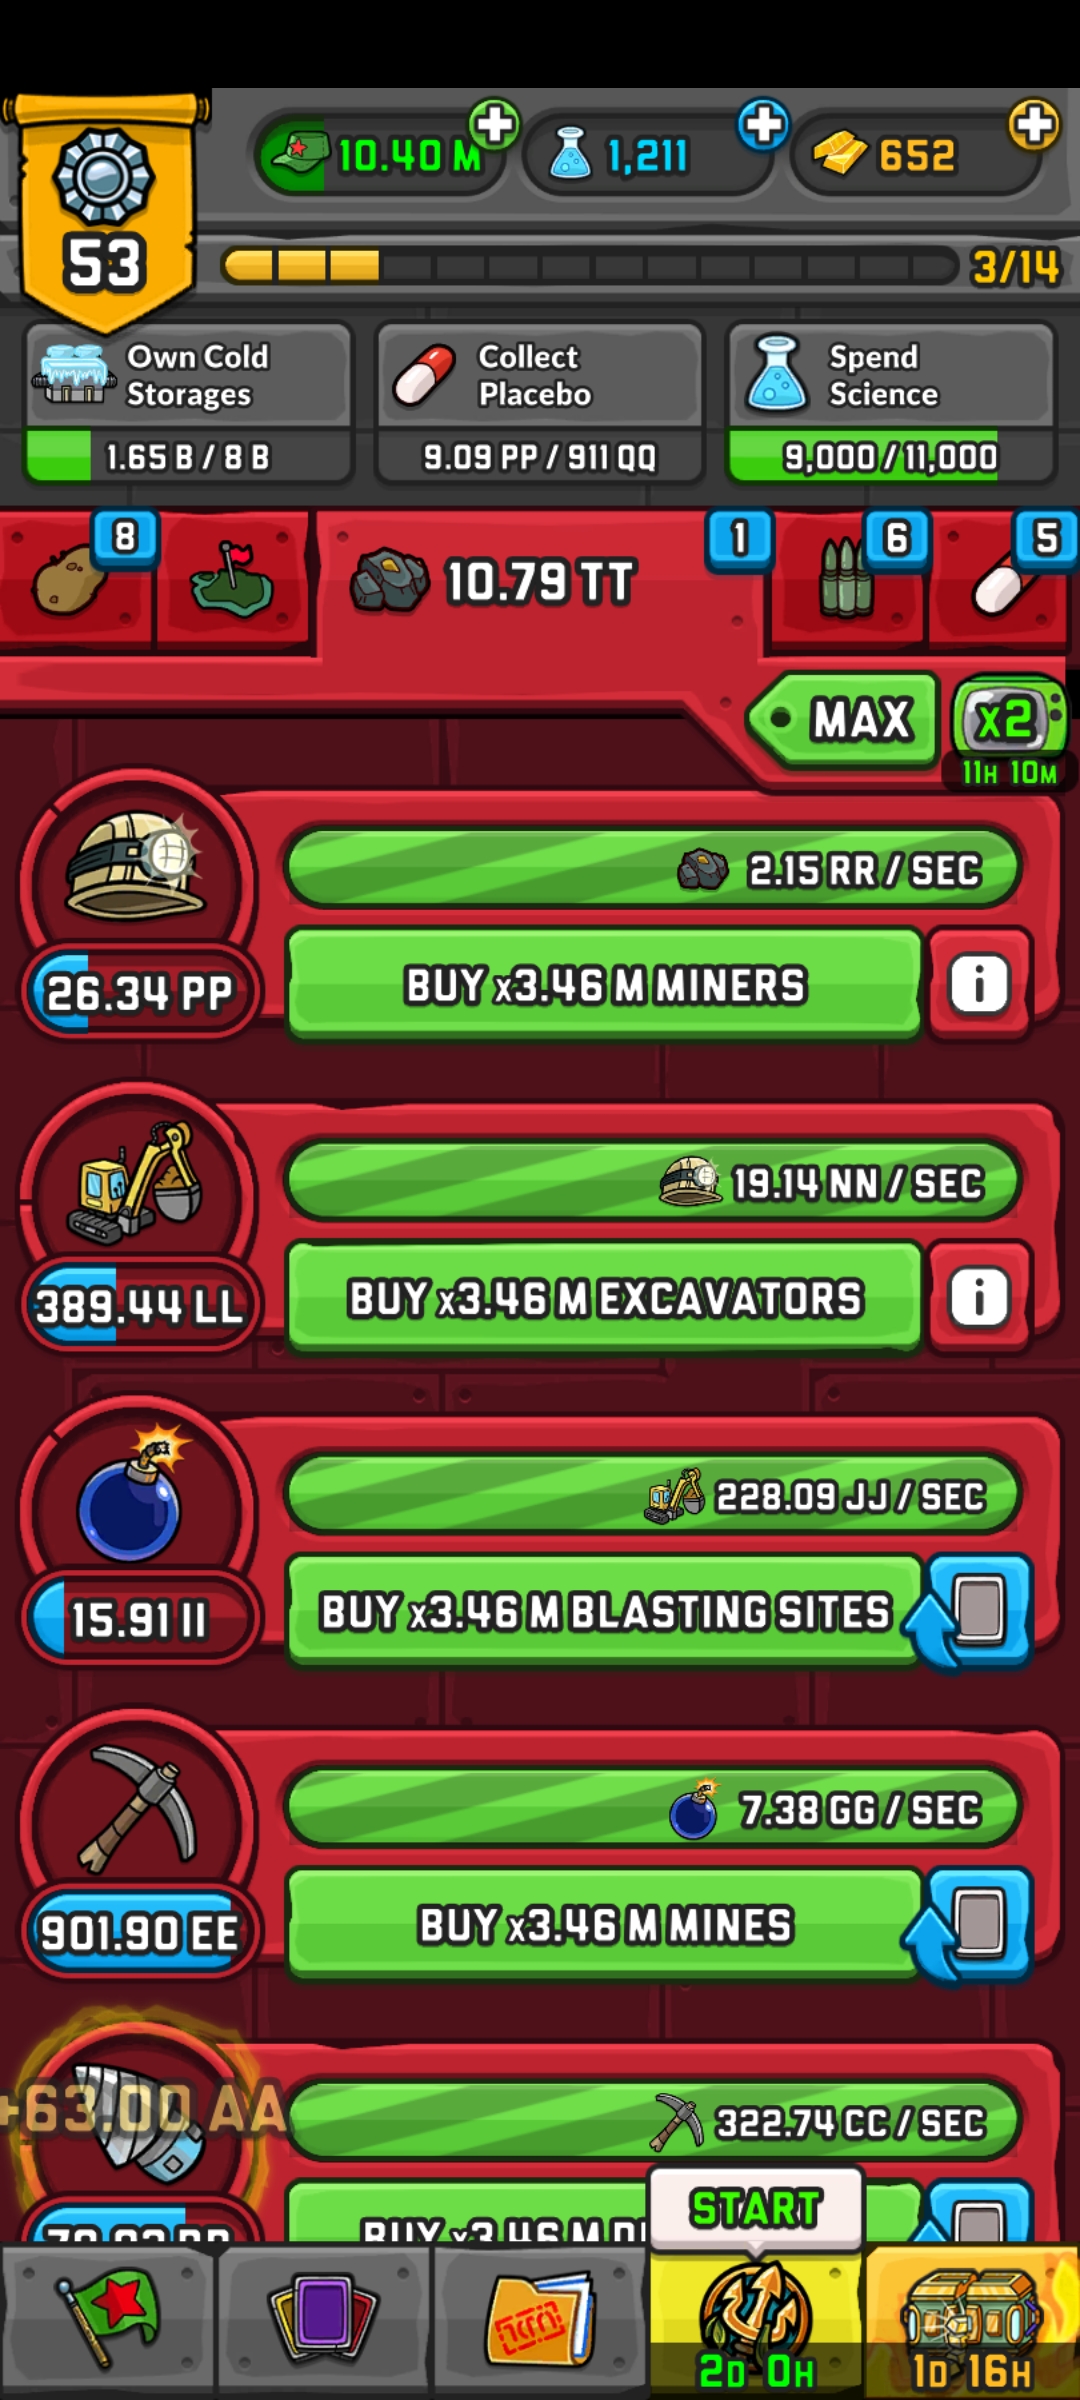 53
10.40 M
1,211
652
3/14
Own Cold
Storages
1.65 B / 8 B
Collect
Placebo
9.09 PP / 911 QQ
Spend
Science
9,000 / 11,000
8
10.79 TT
1
6
5
MAX
x2
11H 10M
2.15 RR / SEC
26.34 PP
BUY x3.46 M MINERS
i
19.14 NN / SEC
389.44 LL
BUY x3.46 M EXCAVATORS
i
228.09 JJ / SEC
15.91 II
BUY x3.46 M BLASTING SITES
7.38 GG / SEC
901.90 EE
BUY x3.46 M MINES
+63.00 AA
322.74 CC / SEC
BUY x3.46 M
START
2D 0H
1D 16H